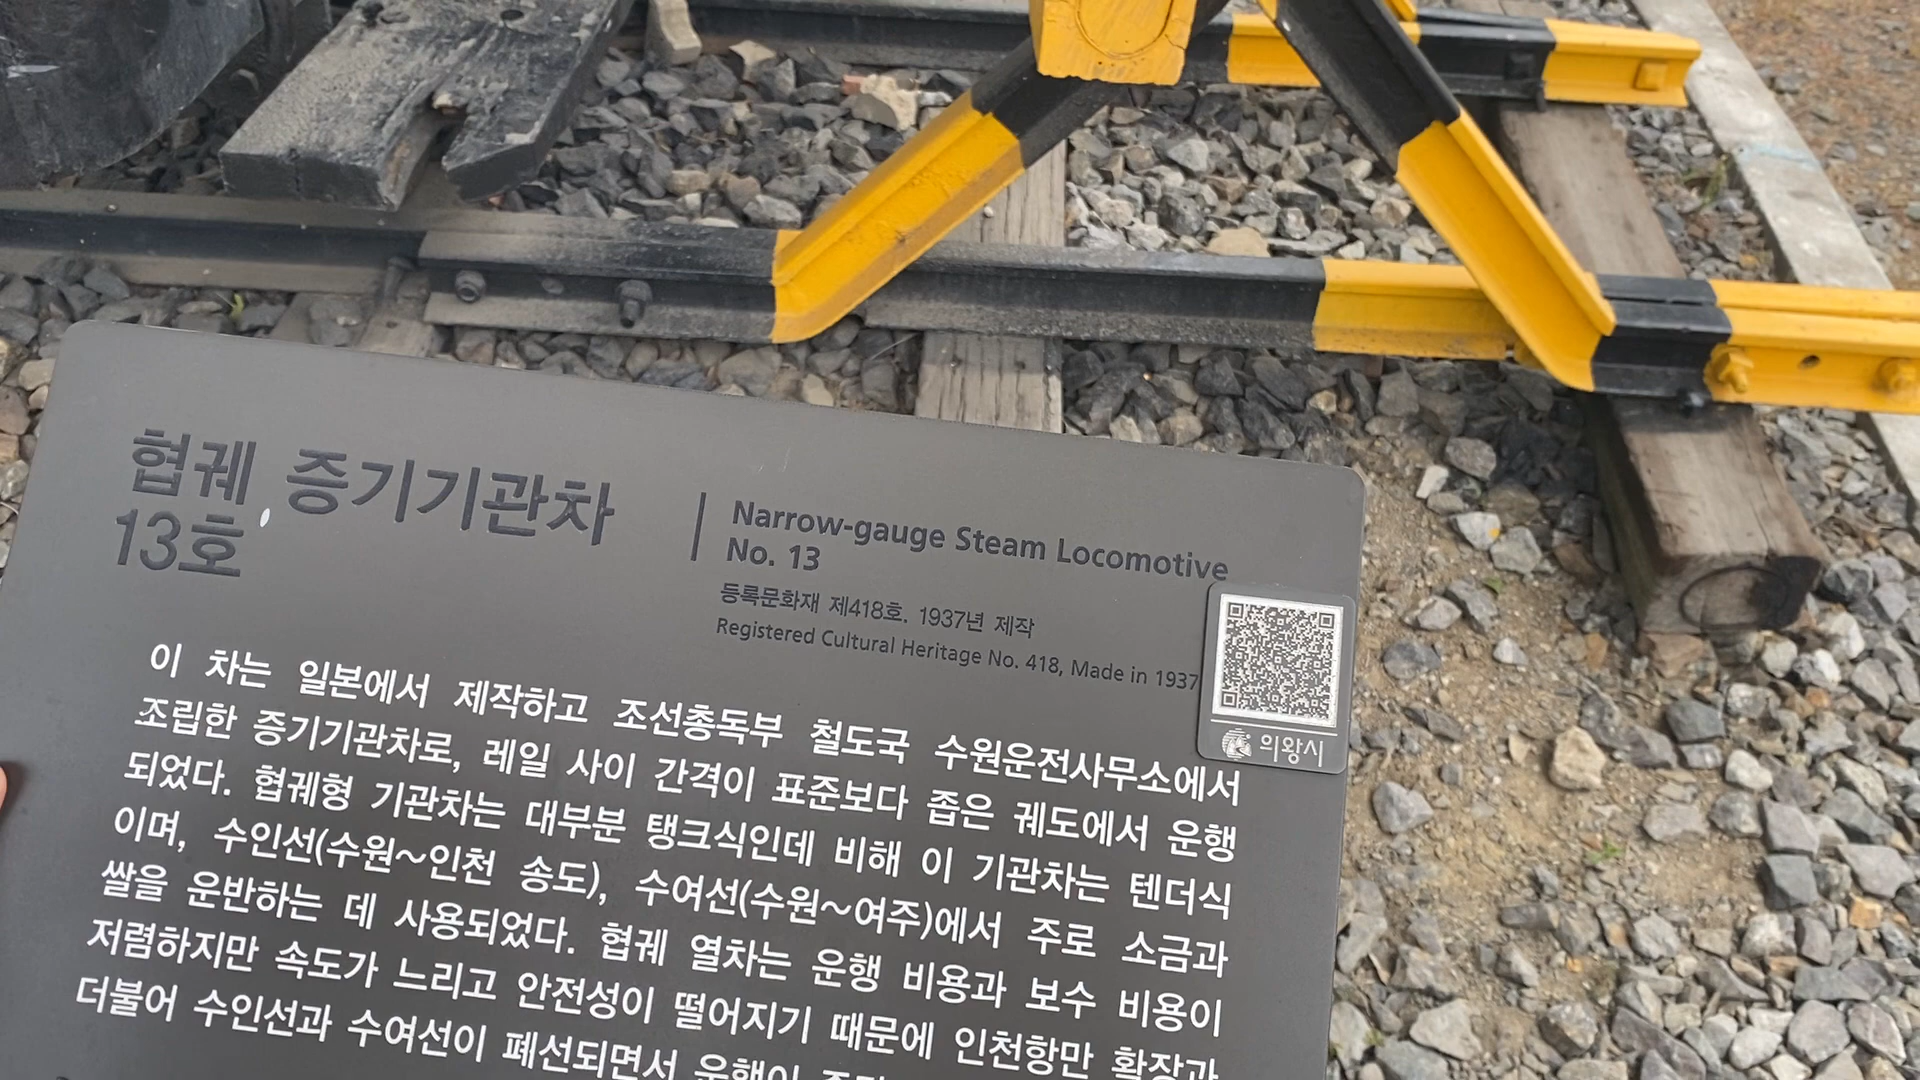 협궤 증기기관차
13호
Narrow-gauge Steam Locomotive
No. 13
등록문화재 제418호. 1937년 제작
Registered Cultural Heritage No. 418, Made in 1937
의왕시
이 차는 일본에서 제작하고 조선총독부 철도국 수원운전사무소에서
조립한 증기기관차로, 레일 사이 간격이 표준보다 좁은 궤도에서 운행
되었다. 협궤형 기관차는 대부분 탱크식인데 비해 이 기관차는 텐더식
이며, 수인선(수원~인천 송도), 수여선(수원~여주)에서 주로 소금과
쌀을 운반하는 데 사용되었다. 협궤 열차는 운행 비용과 보수 비용이
저렴하지만 속도가 느리고 안전성이 떨어지기 때문에 인천항만 확장과
더불어 수인선과 수여선이 폐선되면서 운행이